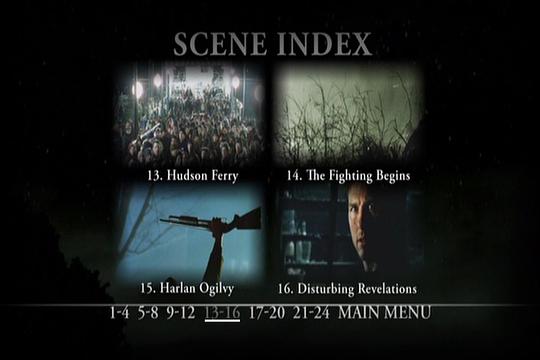 SCENE INDEX
13. Hudson Ferry
14. The Fighting Begins
15. Harlan Ogilvy
16. Disturbing Revelations
1-4 5-8 9-12 13-16 17-20 21-24 MAIN MENU